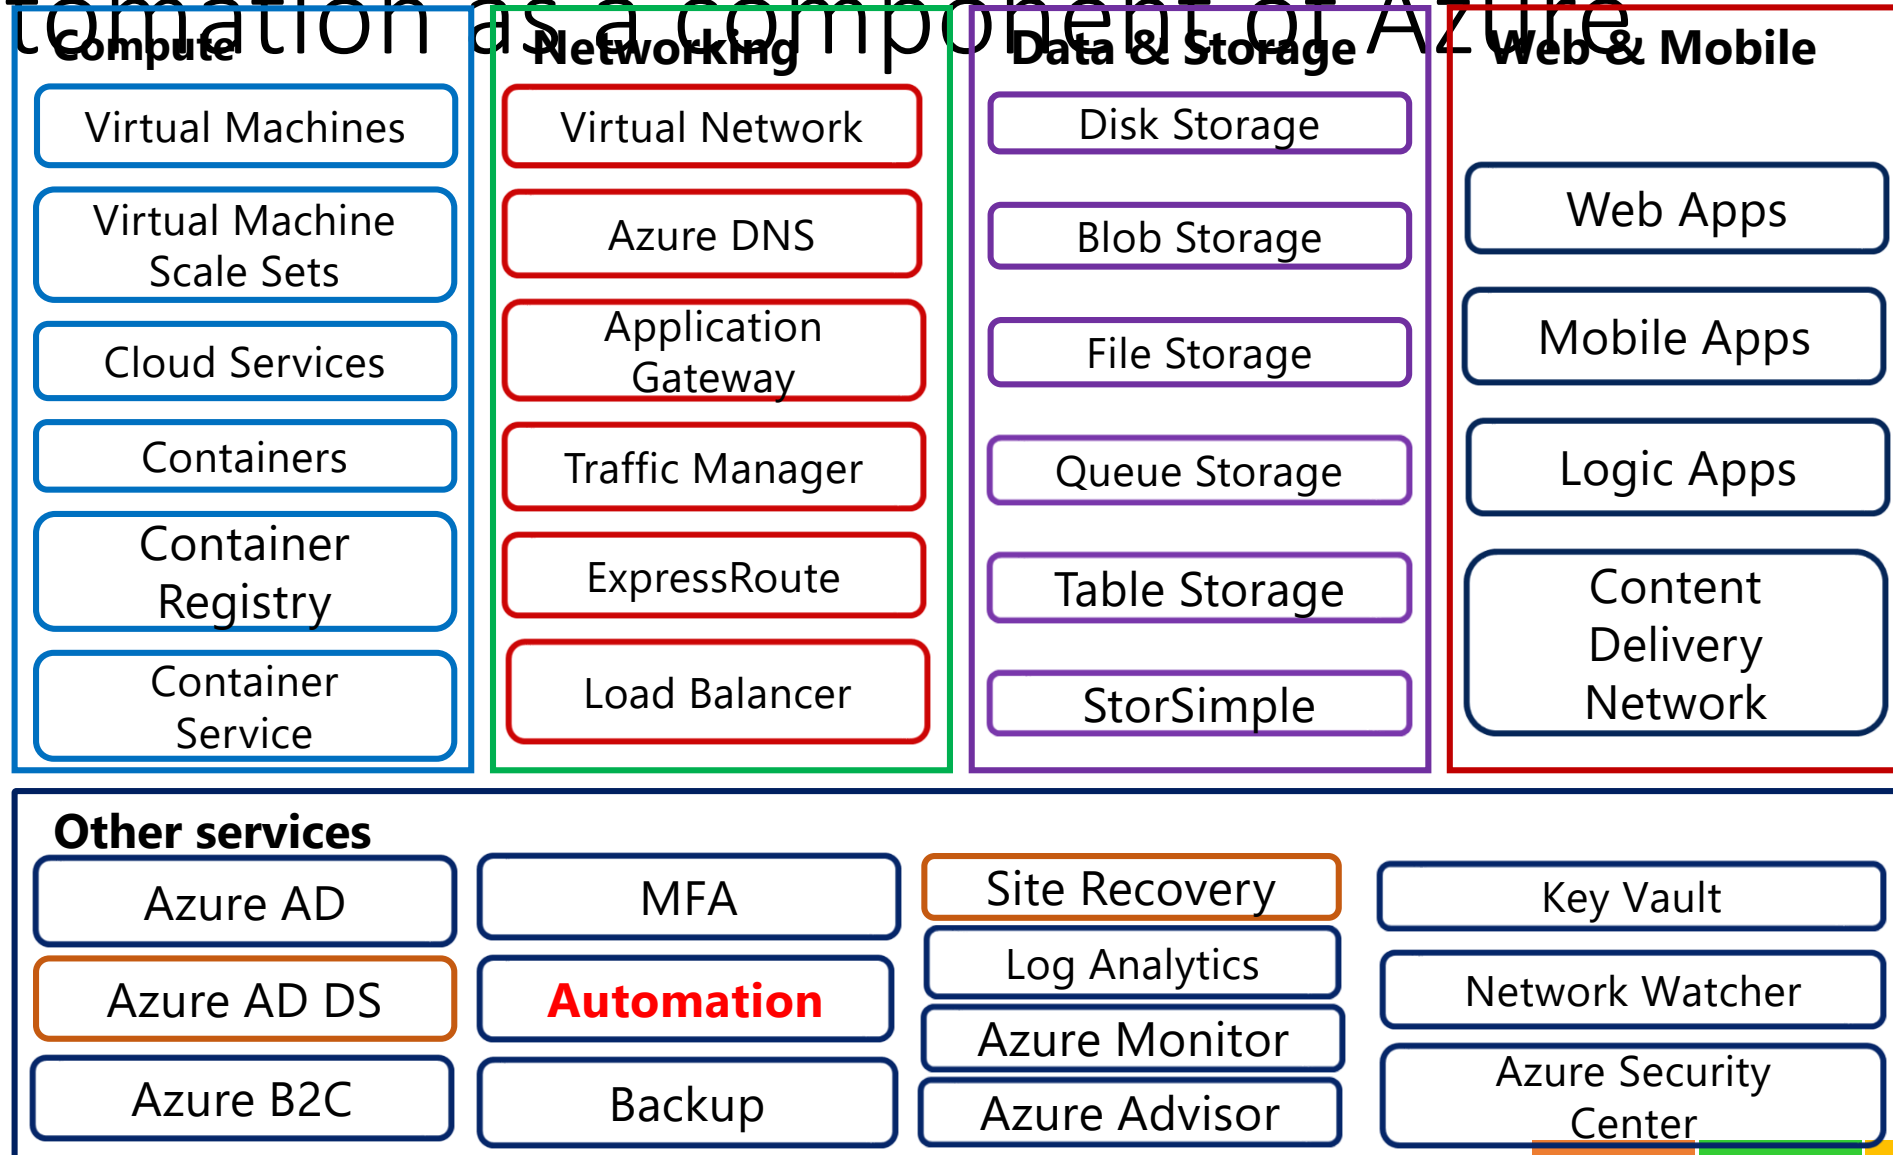 tomation as a component of Azure
Compute
Virtual Machines
Virtual Machine
Scale Sets
Cloud Services
Containers
Container
Registry
Container
Service
Networking
Virtual Network
Azure DNS
Application
Gateway
Traffic Manager
ExpressRoute
Load Balancer
Data & Storage
Disk Storage
Blob Storage
File Storage
Queue Storage
Table Storage
StorSimple
Web & Mobile
Web Apps
Mobile Apps
Logic Apps
Content
Delivery
Network
Other services
Azure AD
Azure AD DS
Azure B2C
MFA
Automation
Backup
Site Recovery
Log Analytics
Azure Monitor
Azure Advisor
Key Vault
Network Watcher
Azure Security
Center